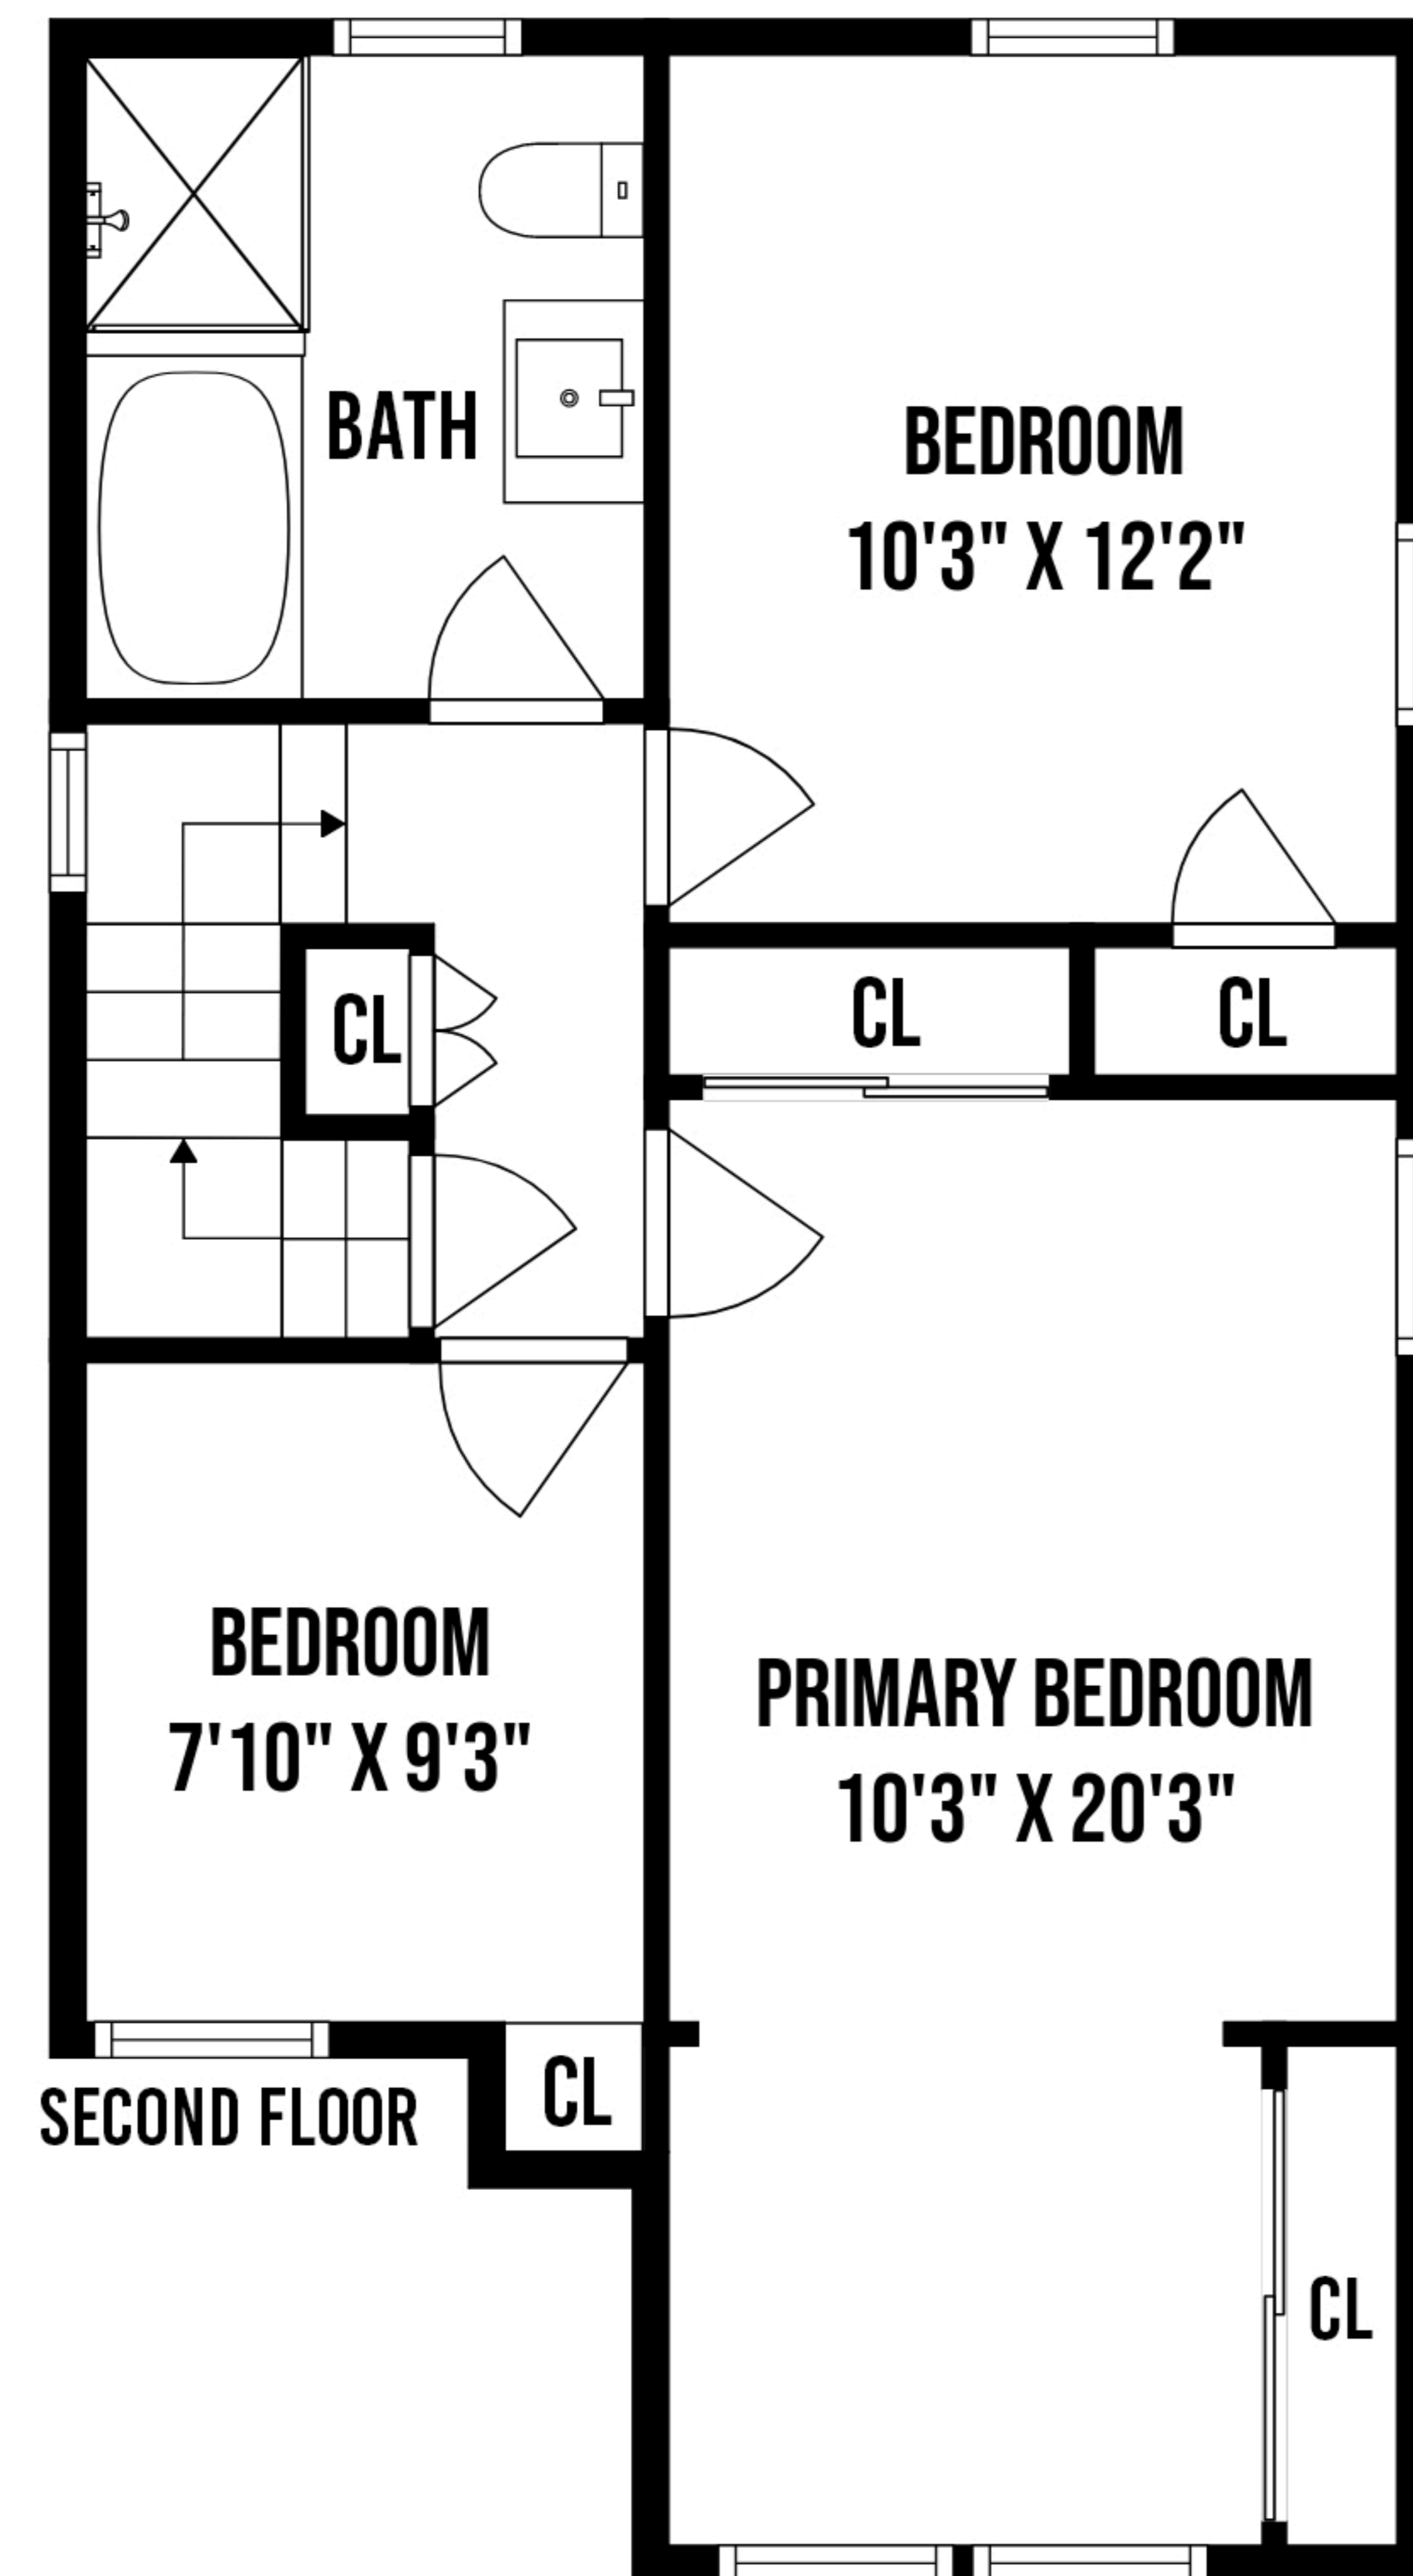 BATH
BEDROOM
10'3" X 12'2"
CL
CL
CL
BEDROOM
7'10" X 9'3"
PRIMARY BEDROOM
10'3" X 20'3"
CL
SECOND FLOOR
CL